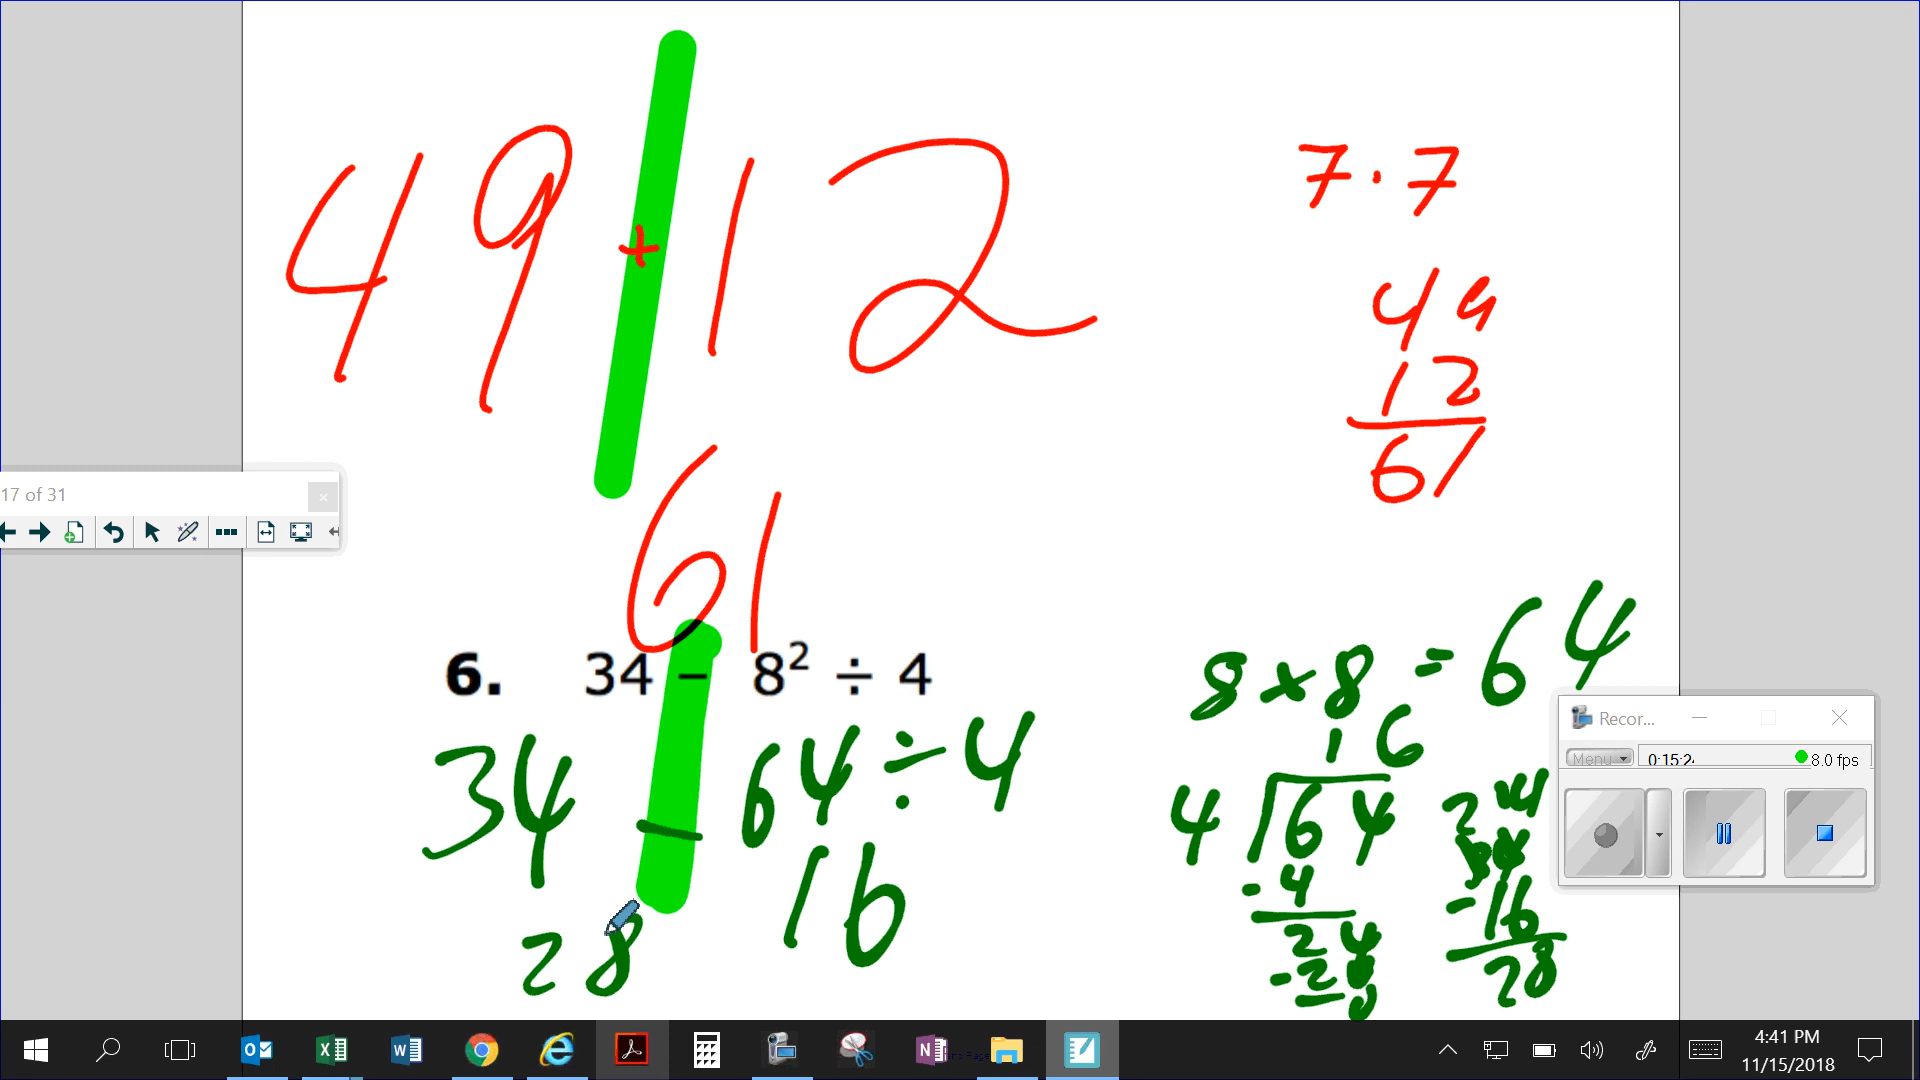 49 + 12
7 · 7
49
12
61
61
17 of 31
6. 34 − 8² ÷ 4
8 × 8 = 64
34 − 64 ÷ 4
16
28
16
4 64
- 4
24
- 24
0
2 14
34
- 16
28
Recor...
Menu
8.0 fps
4:41 PM
11/15/2018